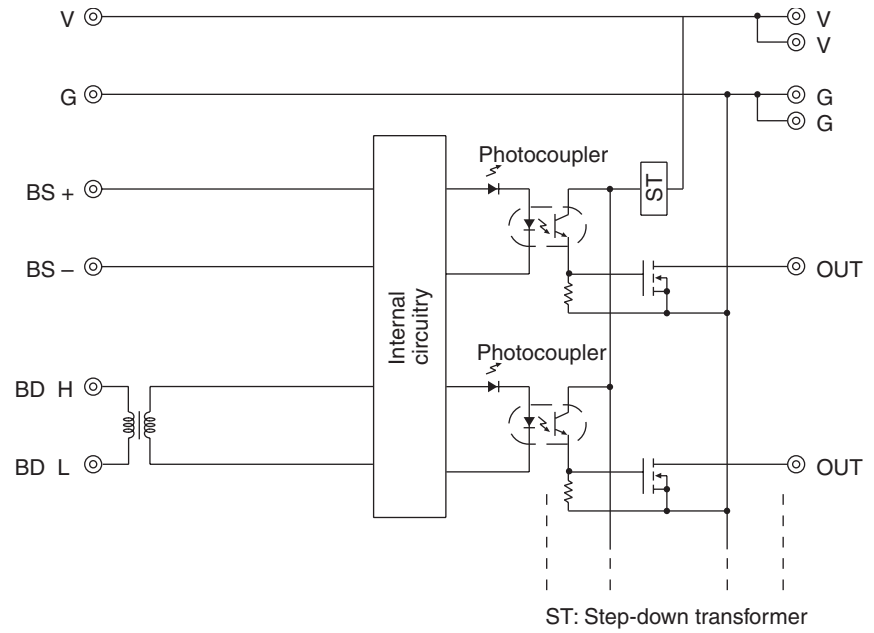 V
V
V
G
G
G
Photocoupler
BS +
ST
BS –
OUT
Internal
circuitry
Photocoupler
BD H
BD L
OUT
ST: Step-down transformer